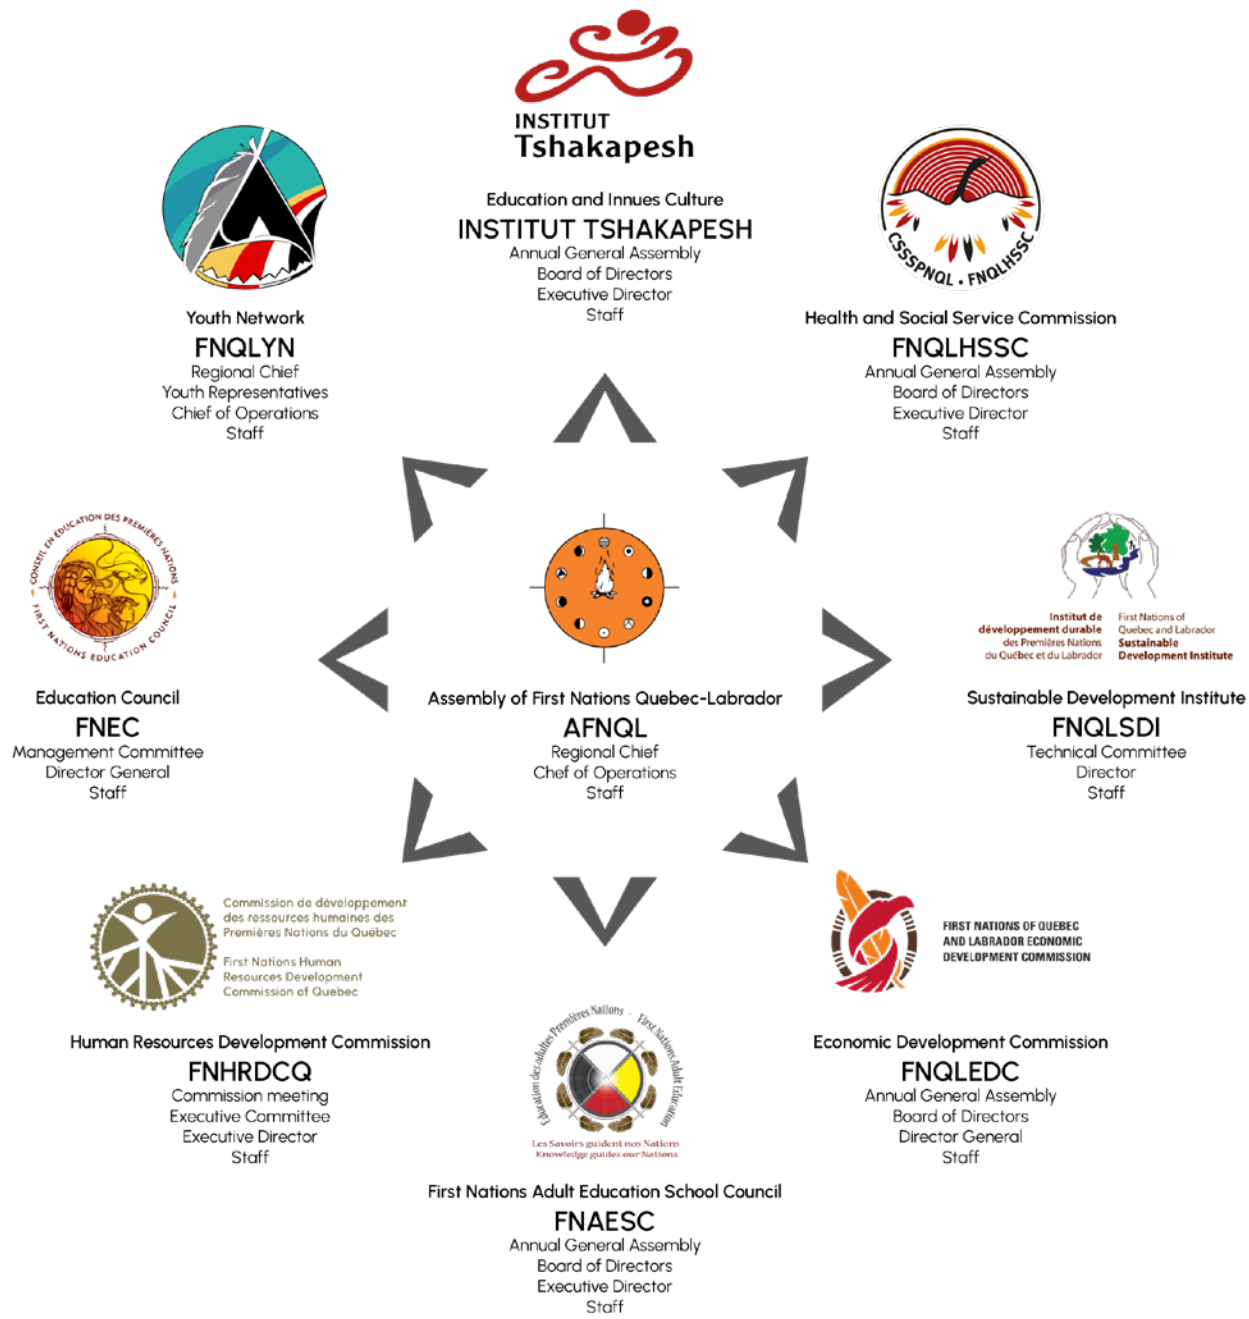 INSTITUT
Tshakapesh
Education and Innues Culture
INSTITUT TSHAKAPESH
Annual General Assembly
Board of Directors
Executive Director
Staff
Youth Network
FNQLYN
Regional Chief
Youth Representatives
Chief of Operations
Staff
CSSSPNQL • FNQLHSSC
Health and Social Service Commission
FNQLHSSC
Annual General Assembly
Board of Directors
Executive Director
Staff
CONSEIL EN ÉDUCATION DES PREMIÈRES NATIONS
FIRST NATIONS EDUCATION COUNCIL
Education Council
FNEC
Management Committee
Director General
Staff
Assembly of First Nations Quebec-Labrador
AFNQL
Regional Chief
Chef of Operations
Staff
Institut de
développement durable
des Premières Nations
du Québec et du Labrador
First Nations of
Quebec and Labrador
Sustainable
Development Institute
Sustainable Development Institute
FNQLSDI
Technical Committee
Director
Staff
Commission de développement
des ressources humaines des
Premières Nations du Québec
First Nations Human
Resources Development
Commission of Quebec
Human Resources Development Commission
FNHRDCQ
Commission meeting
Executive Committee
Executive Director
Staff
Éducation des adultes Premières Nations - First Nations Adult Education
Les Savoirs guident nos Nations
Knowledge guides our Nations
First Nations Adult Education School Council
FNAESC
Annual General Assembly
Board of Directors
Executive Director
Staff
FIRST NATIONS OF QUEBEC
AND LABRADOR ECONOMIC
DEVELOPMENT COMMISSION
Economic Development Commission
FNQLEDC
Annual General Assembly
Board of Directors
Director General
Staff